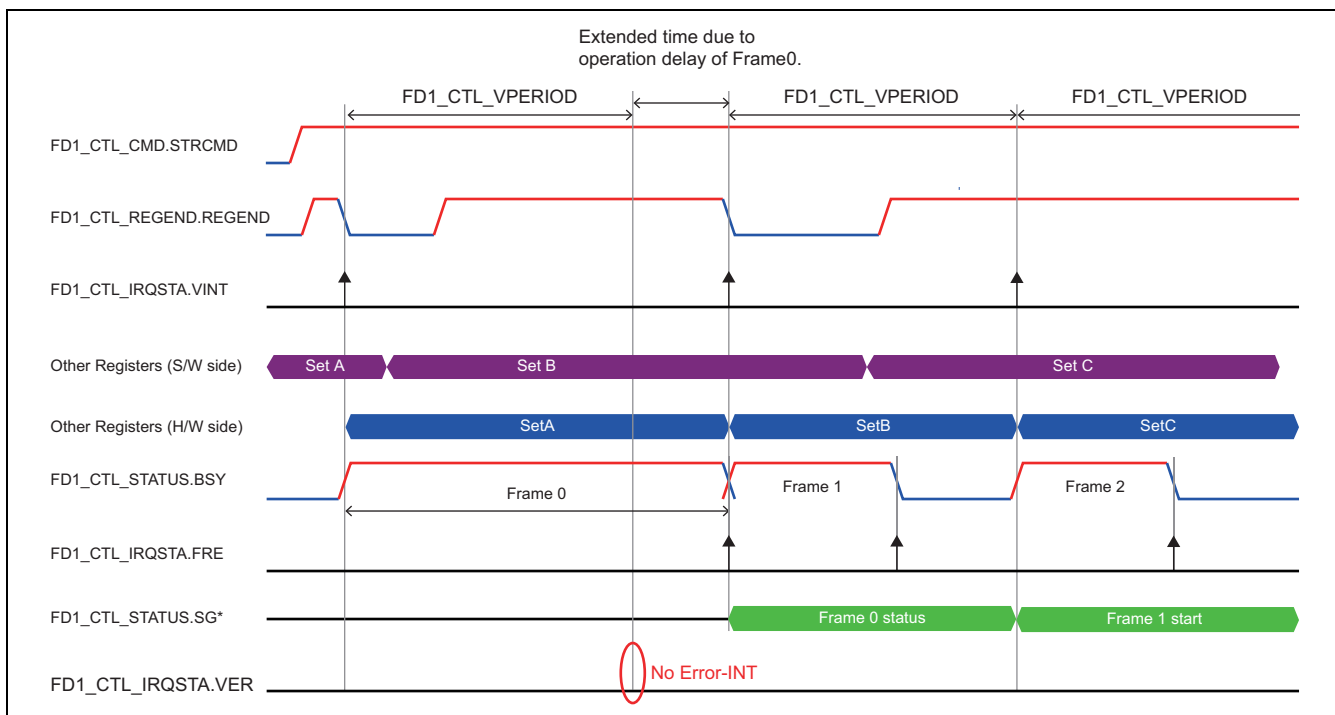 Extended time due to
operation delay of Frame0.
FD1_CTL_VPERIOD FD1_CTL_VPERIOD FD1_CTL_VPERIOD
FD1_CTL_CMD.STRCMD
FD1_CTL_REGEND.REGEND
FD1_CTL_IRQSTA.VINT
Other Registers (S/W side) Set A Set B Set C
Other Registers (H/W side) SetA SetB SetC
FD1_CTL_STATUS.BSY Frame 0 Frame 1 Frame 2
FD1_CTL_IRQSTA.FRE
FD1_CTL_STATUS.SG* Frame 0 status Frame 1 start
No Error-INT
FD1_CTL_IRQSTA.VER